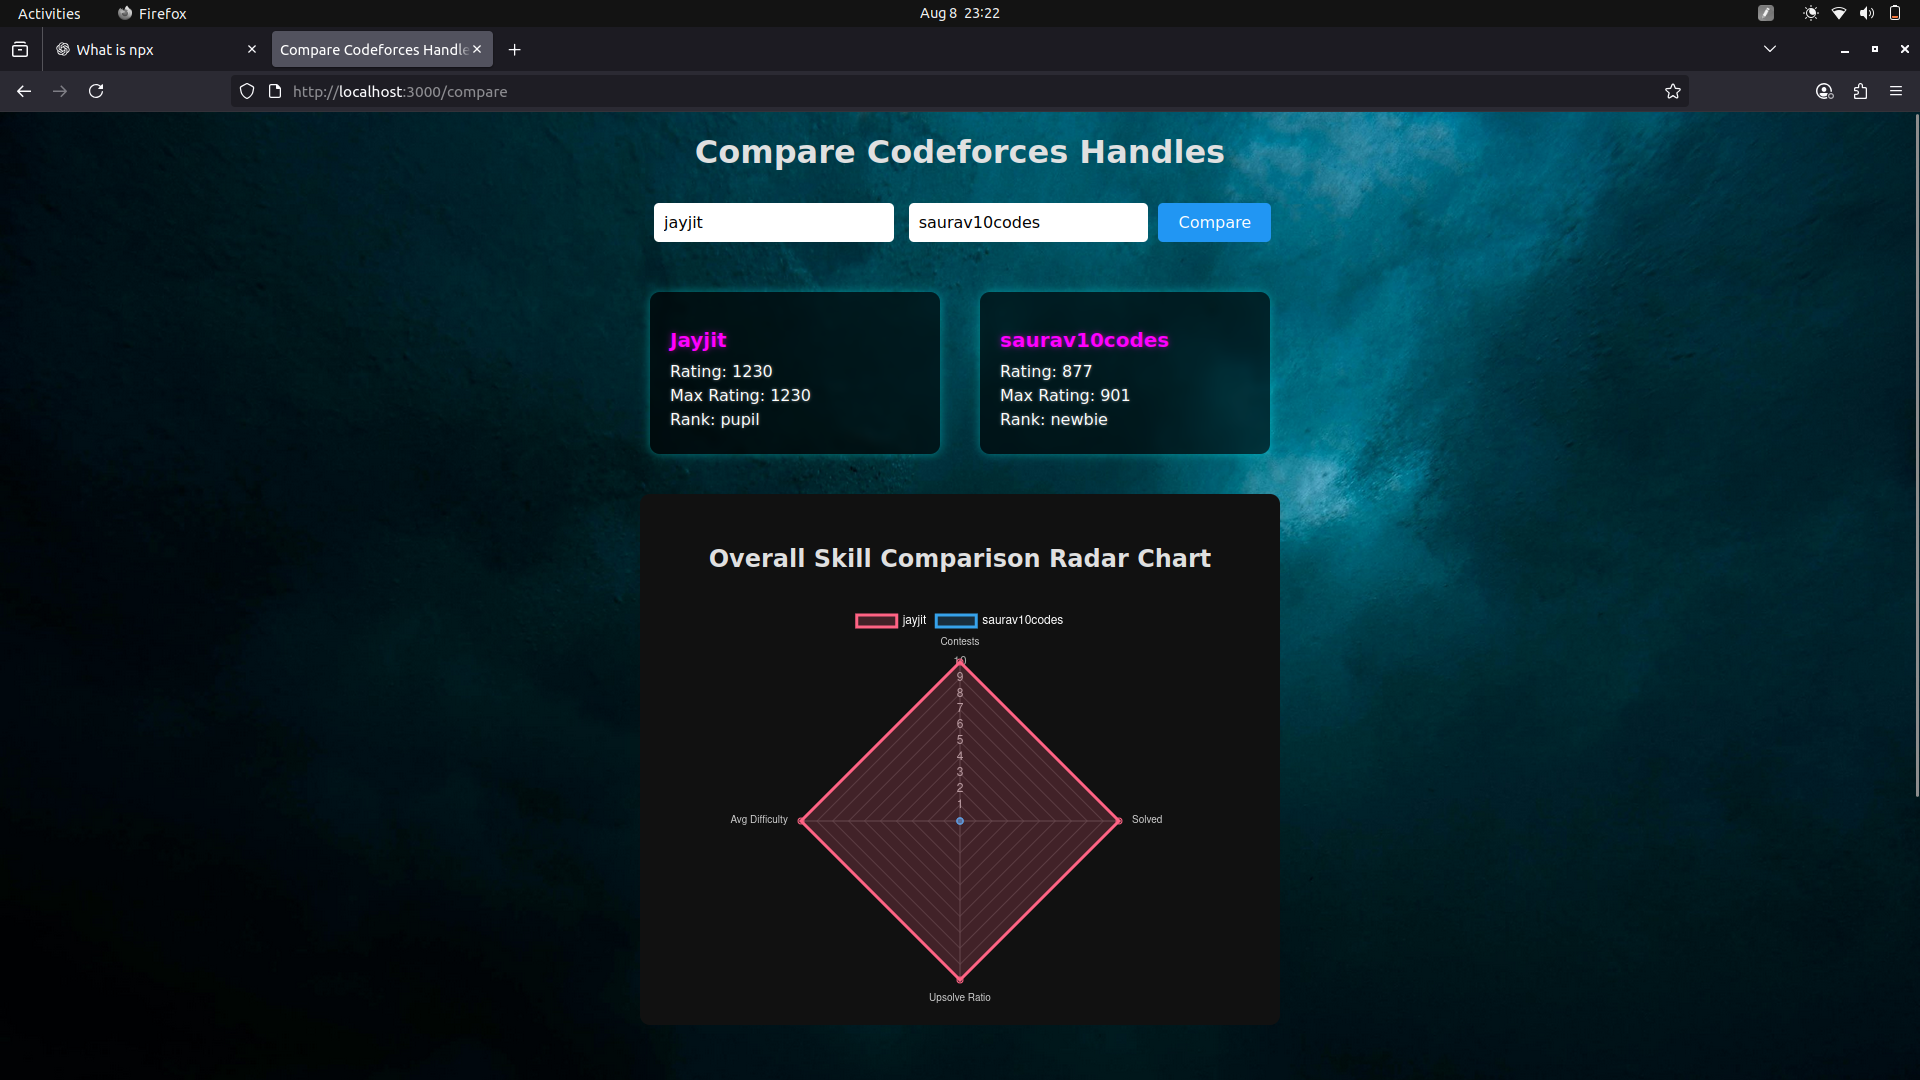 Activities Firefox Aug 8 23:22
What is npx Compare Codeforces Handle
http://localhost:3000/compare
Compare Codeforces Handles
jayjit saurav10codes Compare
Jayjit
Rating: 1230
Max Rating: 1230
Rank: pupil
saurav10codes
Rating: 877
Max Rating: 901
Rank: newbie
Overall Skill Comparison Radar Chart
jayjit saurav10codes
Contests
10
9
8
7
6
5
4
3
2
1
Avg Difficulty Solved
Upsolve Ratio